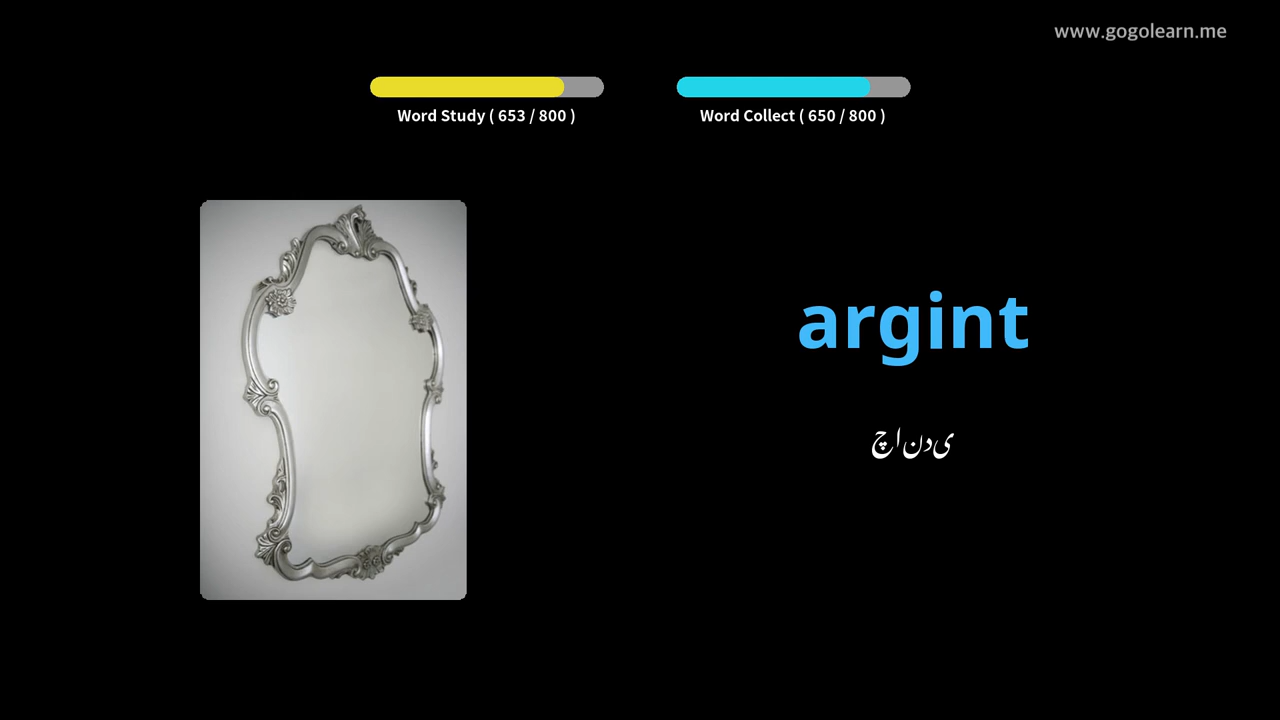 www.gogolearn.me
Word Study ( 653 / 800 )
Word Collect ( 650 / 800 )
argint
چاندی